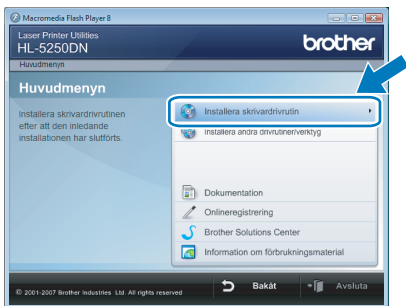 Macromedia Flash Player 8
Laser Printer Utilities
HL-5250DN
brother
Huvudmenyn
Huvudmenyn
Installera skrivardrivrutinen
efter att den inledande
installationen har slutförts.
Installera skrivardrivrutin
Installera andra drivrutiner/verktyg
Dokumentation
Onlineregistrering
Brother Solutions Center
Information om förbrukningsmaterial
© 2001-2007 Brother Industries Ltd. All rights reserved
Bakåt
Avsluta